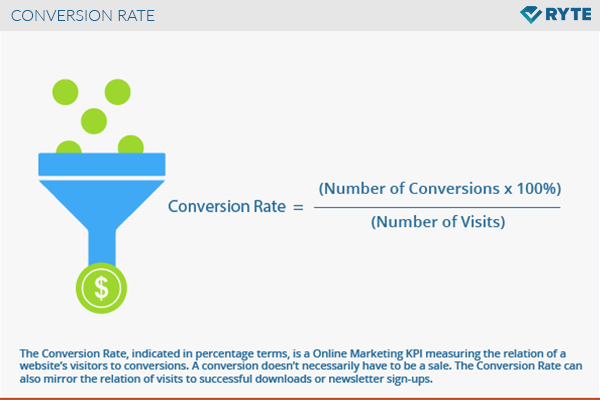 CONVERSION RATE
RYTE
(Number of Conversions x 100%)
Conversion Rate =
(Number of Visits)
$
The Conversion Rate, indicated in percentage terms, is a Online Marketing KPI measuring the relation of a
website's visitors to conversions. A conversion doesn't necessarily have to be a sale. The Conversion Rate can
also mirror the relation of visits to successful downloads or newsletter sign-ups.